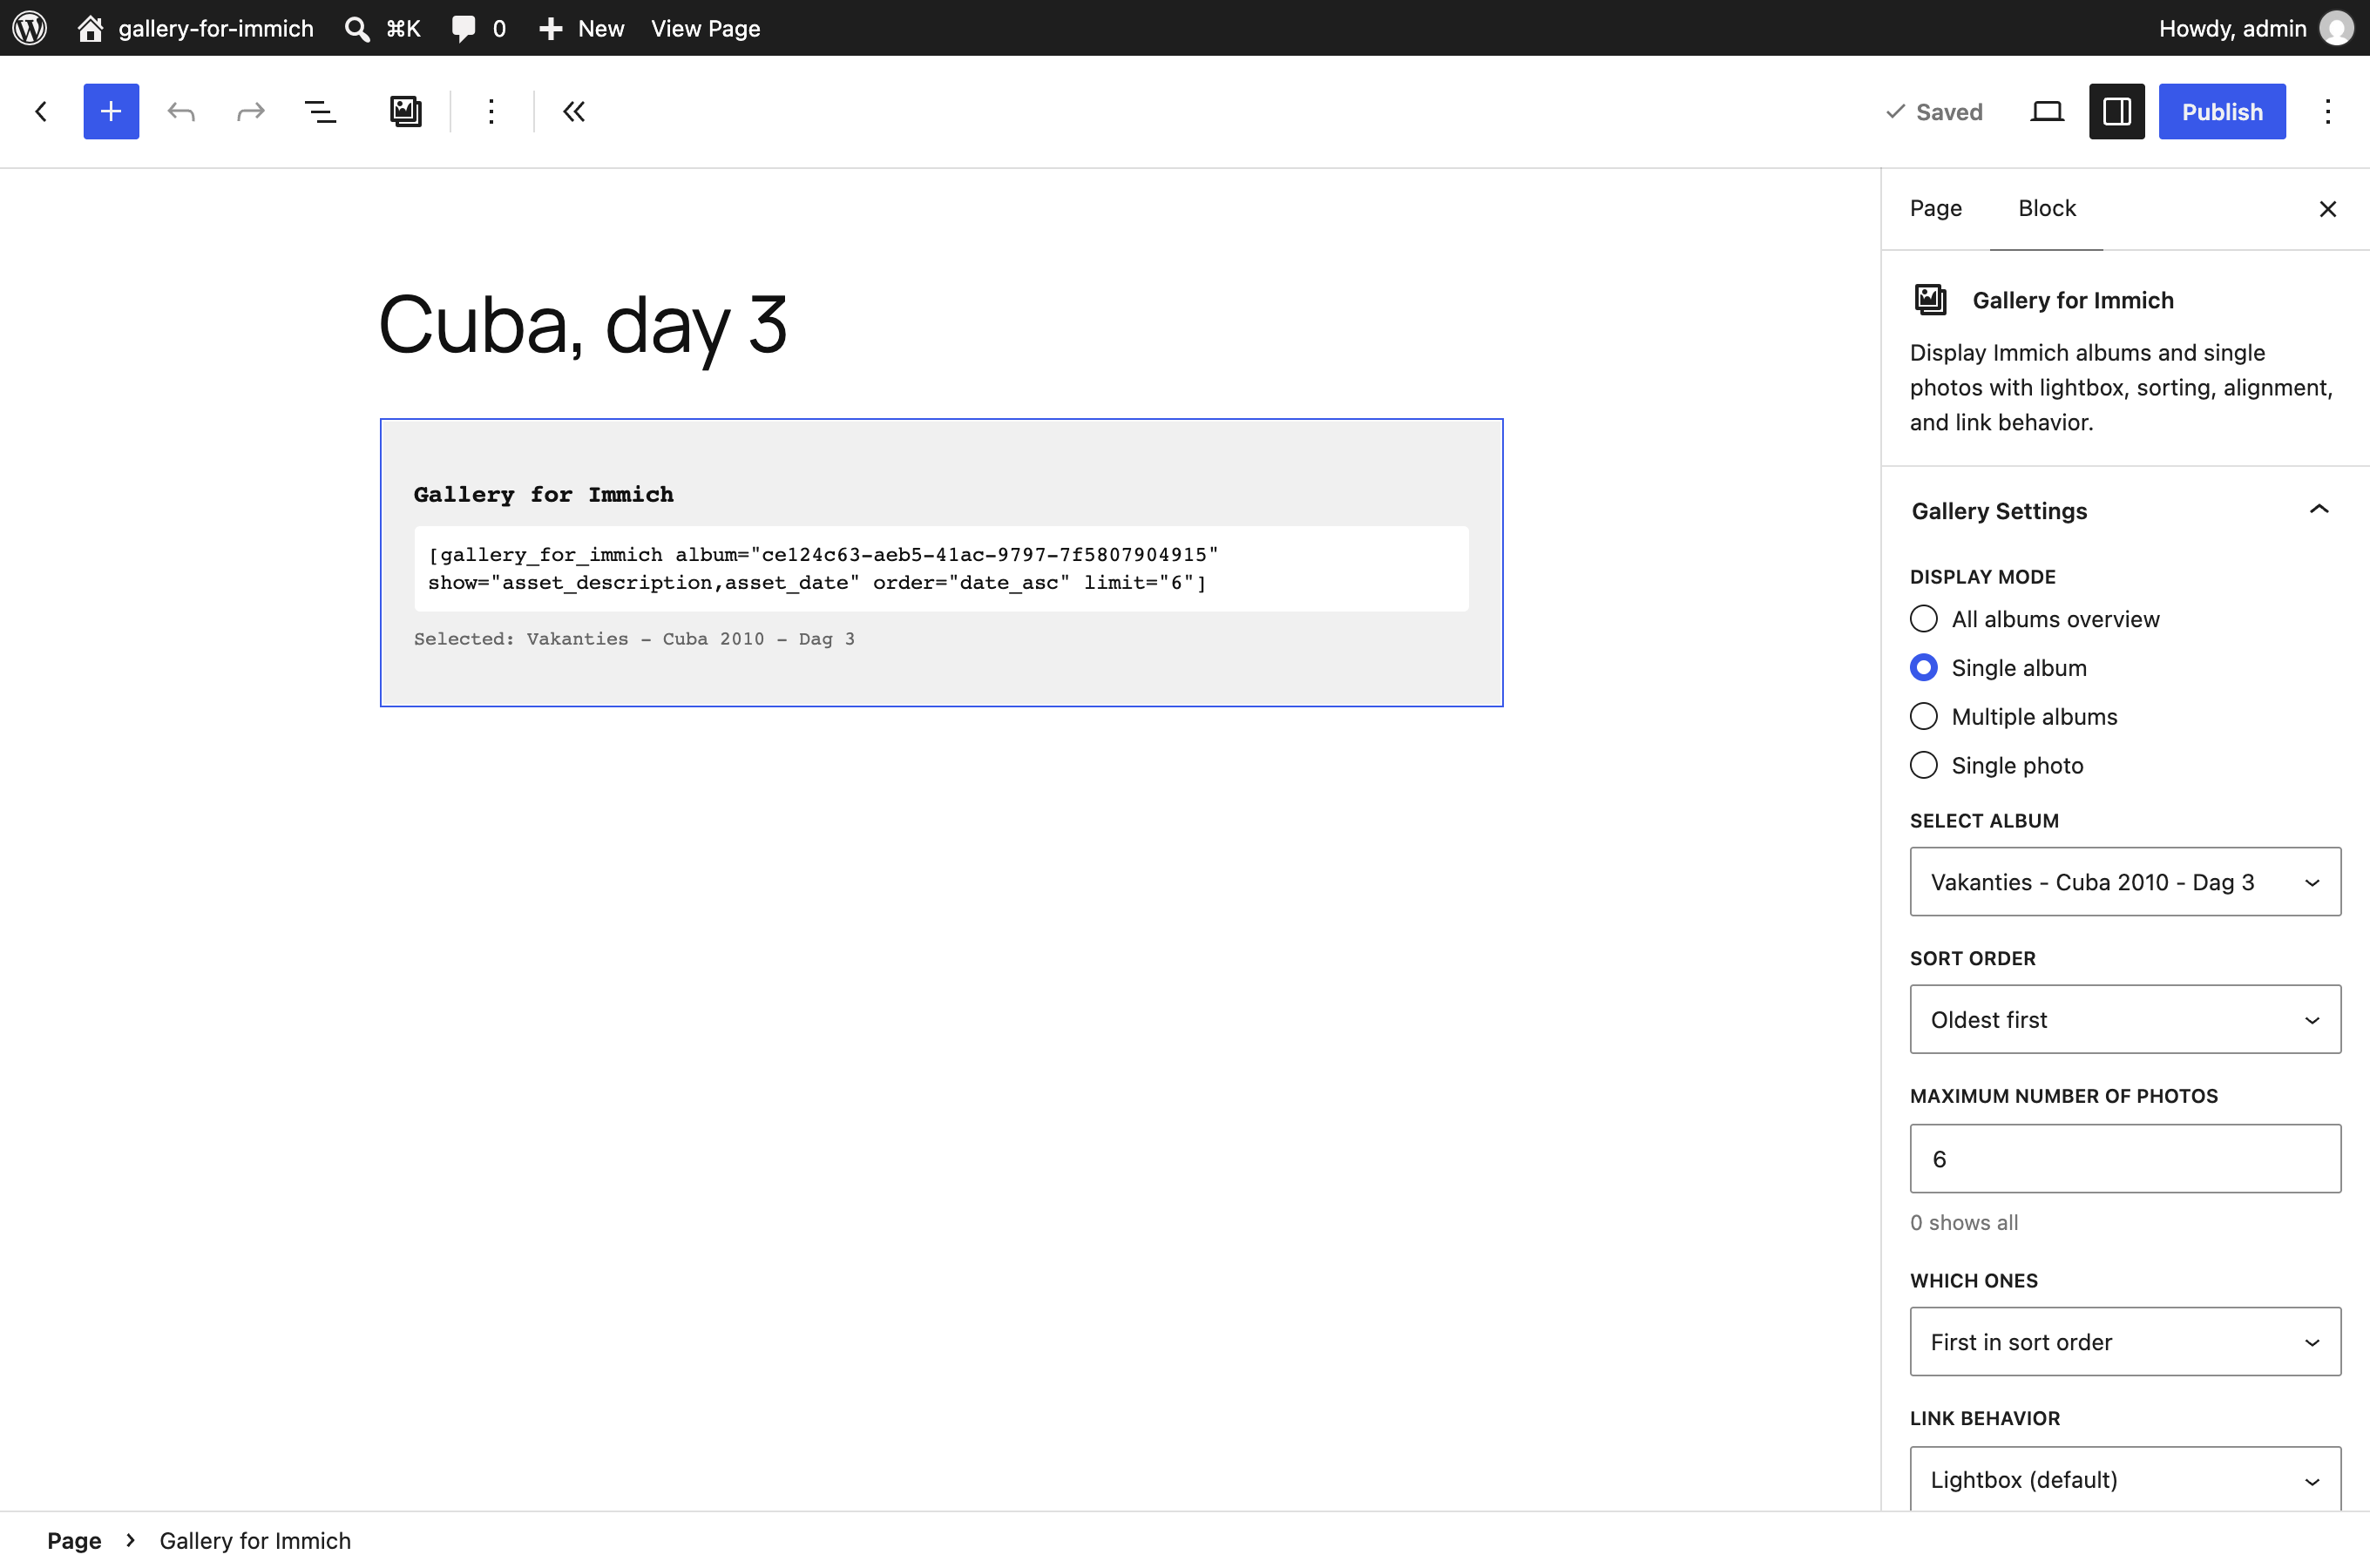 gallery-for-immich ⌘K 0 New View Page Howdy, admin
Saved Publish
Page Block
Cuba, day 3
Gallery for Immich
[gallery_for_immich album="ce124c63-aeb5-41ac-9797-7f5807904915"
show="asset_description,asset_date" order="date_asc" limit="6"]
Selected: Vakanties - Cuba 2010 - Dag 3
Gallery for Immich
Display Immich albums and single
photos with lightbox, sorting, alignment,
and link behavior.
Gallery Settings
DISPLAY MODE
All albums overview
Single album
Multiple albums
Single photo
SELECT ALBUM
Vakanties - Cuba 2010 - Dag 3
SORT ORDER
Oldest first
MAXIMUM NUMBER OF PHOTOS
6
0 shows all
WHICH ONES
First in sort order
LINK BEHAVIOR
Lightbox (default)
Page Gallery for Immich